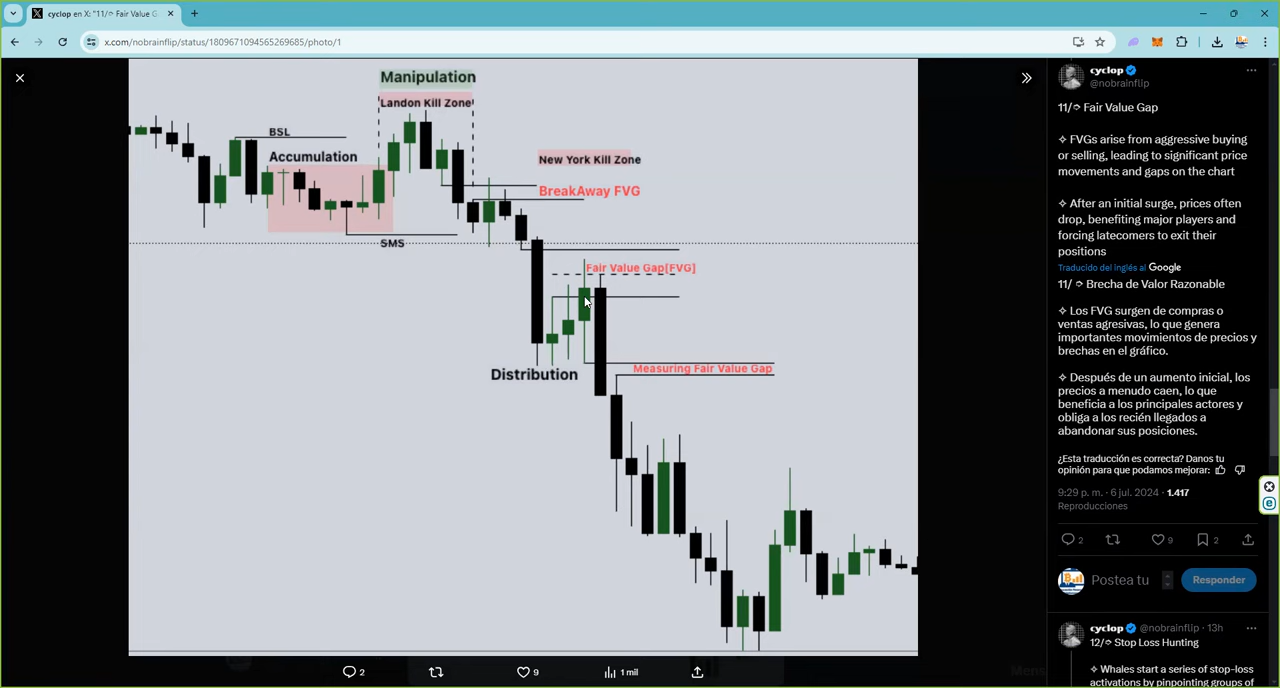 cyclop en X: "11/ Fair Value G
x.com/nobrainflip/status/1809671094565269685/photo/1
Manipulation
Landon Kill Zone
BSL
Accumulation
New York Kill Zone
BreakAway FVG
SMS
Fair Value Gap[FVG]
Distribution
Measuring Fair Value Gap
2
9
1 mil
cyclop
@nobrainflip
11/ Fair Value Gap
FVGs arise from aggressive buying
or selling, leading to significant price
movements and gaps on the chart
After an initial surge, prices often
drop, benefiting major players and
forcing latecomers to exit their
positions
Traducido del inglés al Google
11/ Brecha de Valor Razonable
Los FVG surgen de compras o
ventas agresivas, lo que genera
importantes movimientos de precios y
brechas en el gráfico.
Después de un aumento inicial, los
precios a menudo caen, lo que
beneficia a los principales actores y
obliga a los recién llegados a
abandonar sus posiciones.
¿Esta traducción es correcta? Danos tu
opinión para que podamos mejorar:
9:29 p. m. · 6 jul. 2024 · 1.417
Reproducciones
2 9 2
Postea tu Responder
cyclop @nobrainflip · 13h
12/ Stop Loss Hunting
Whales start a series of stop-loss
activations by pinpointing groups of